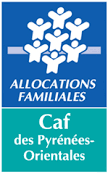 ALLOCATIONS
FAMILIALES
Caf
des Pyrénées-
Orientales